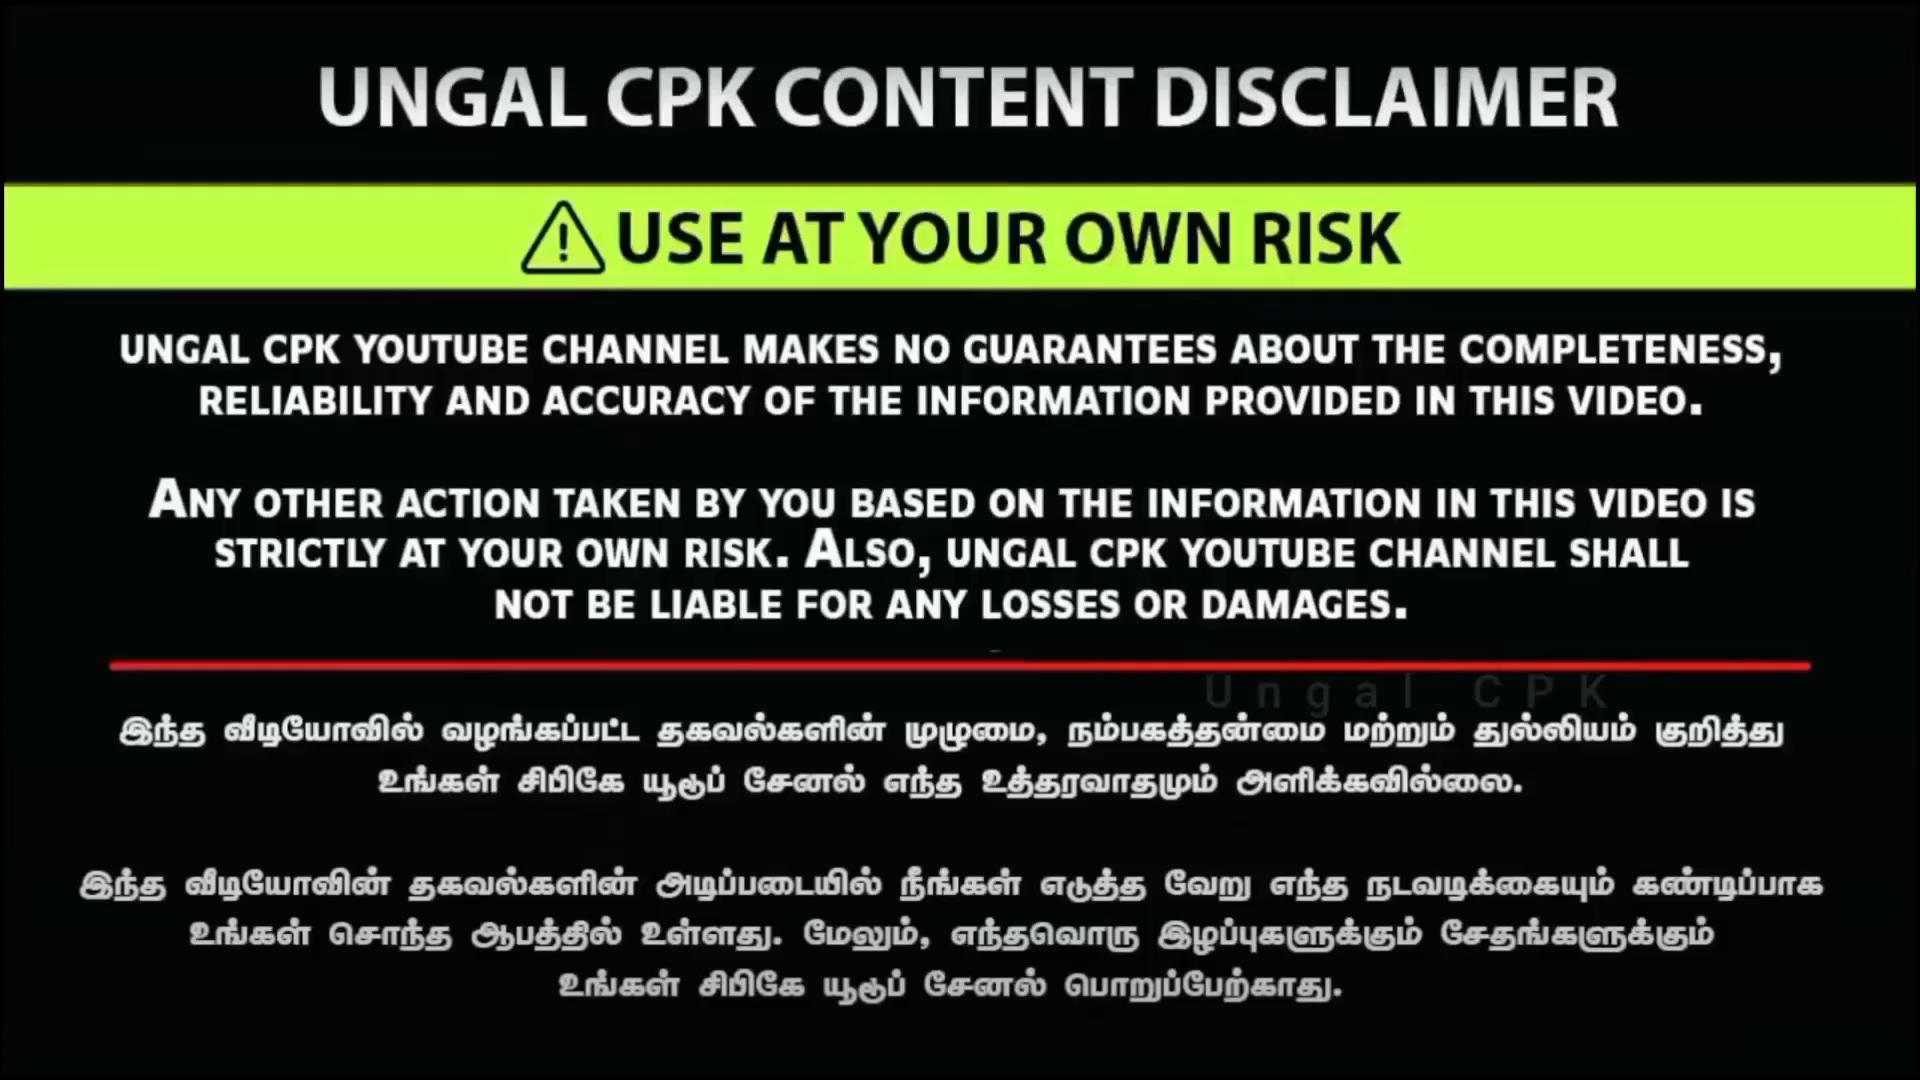 UNGAL CPK CONTENT DISCLAIMER
USE AT YOUR OWN RISK
UNGAL CPK YOUTUBE CHANNEL MAKES NO GUARANTEES ABOUT THE COMPLETENESS,
RELIABILITY AND ACCURACY OF THE INFORMATION PROVIDED IN THIS VIDEO.
ANY OTHER ACTION TAKEN BY YOU BASED ON THE INFORMATION IN THIS VIDEO IS
STRICTLY AT YOUR OWN RISK. ALSO, UNGAL CPK YOUTUBE CHANNEL SHALL
NOT BE LIABLE FOR ANY LOSSES OR DAMAGES.
Ungal CPK
இந்த வீடியோவில் வழங்கப்பட்ட தகவல்களின் முழுமை, நம்பகத்தன்மை மற்றும் துல்லியம் குறித்து
உங்கள் சிபிகே யூடூப் சேனல் எந்த உத்தரவாதமும் அளிக்கவில்லை.
இந்த வீடியோவின் தகவல்களின் அடிப்படையில் நீங்கள் எடுத்த வேறு எந்த நடவடிக்கையும் கண்டிப்பாக
உங்கள் சொந்த ஆபத்தில் உள்ளது. மேலும், எந்தவொரு இழப்புகளுக்கும் சேதங்களுக்கும்
உங்கள் சிபிகே யூடூப் சேனல் பொறுப்பேற்காது.